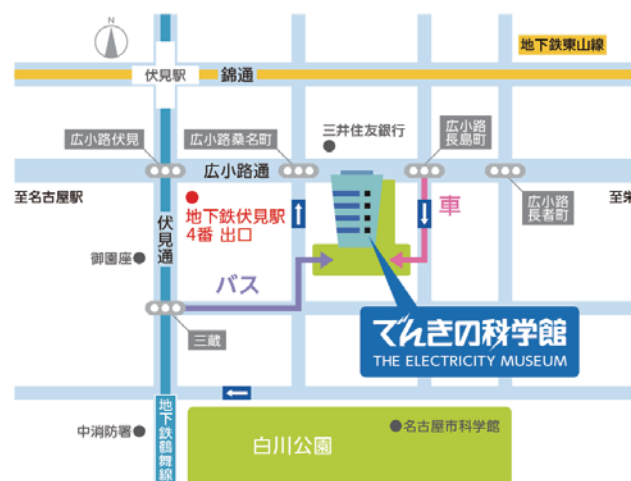 N
地下鉄東山線
伏見駅
錦通
三井住友銀行
広小路伏見
広小路桑名町
広小路
長島町
広小路通
至名古屋駅
広小路
長者町
至栄
地下鉄伏見駅
4番 出口
車
伏見通
御園座
バス
三蔵
でんきの科学館
THE ELECTRICITY MUSEUM
地下鉄鶴舞線
中消防署
白川公園
名古屋市科学館